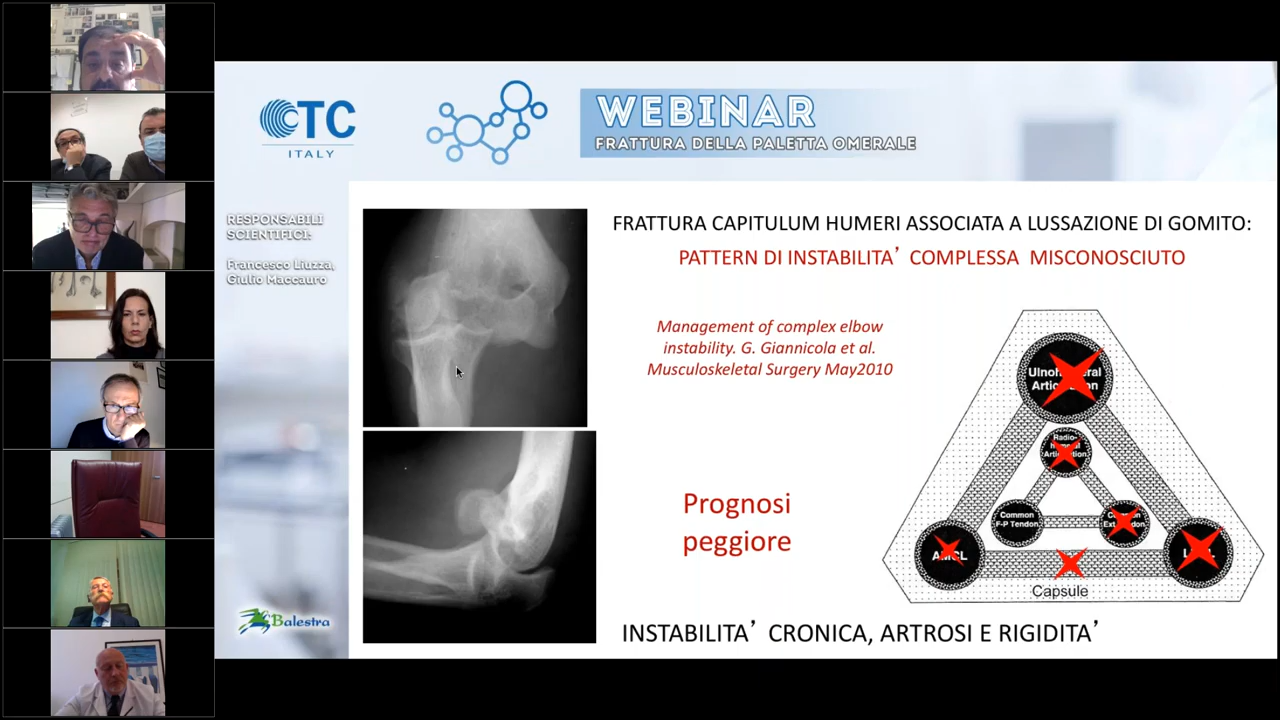 OTC
ITALY
WEBINAR
FRATTURA DELLA PALETTA OMERALE
RESPONSABILI
SCIENTIFICI:
Francesco Liuzza,
Giulio Maccauro
Balestra
FRATTURA CAPITULUM HUMERI ASSOCIATA A LUSSAZIONE DI GOMITO:
PATTERN DI INSTABILITA’ COMPLESSA MISCONOSCIUTO
Management of complex elbow
instability. G. Giannicola et al.
Musculoskeletal Surgery May2010
Prognosi
peggiore
Common
F-P Tendon
Capsule
INSTABILITA’ CRONICA, ARTROSI E RIGIDITA’